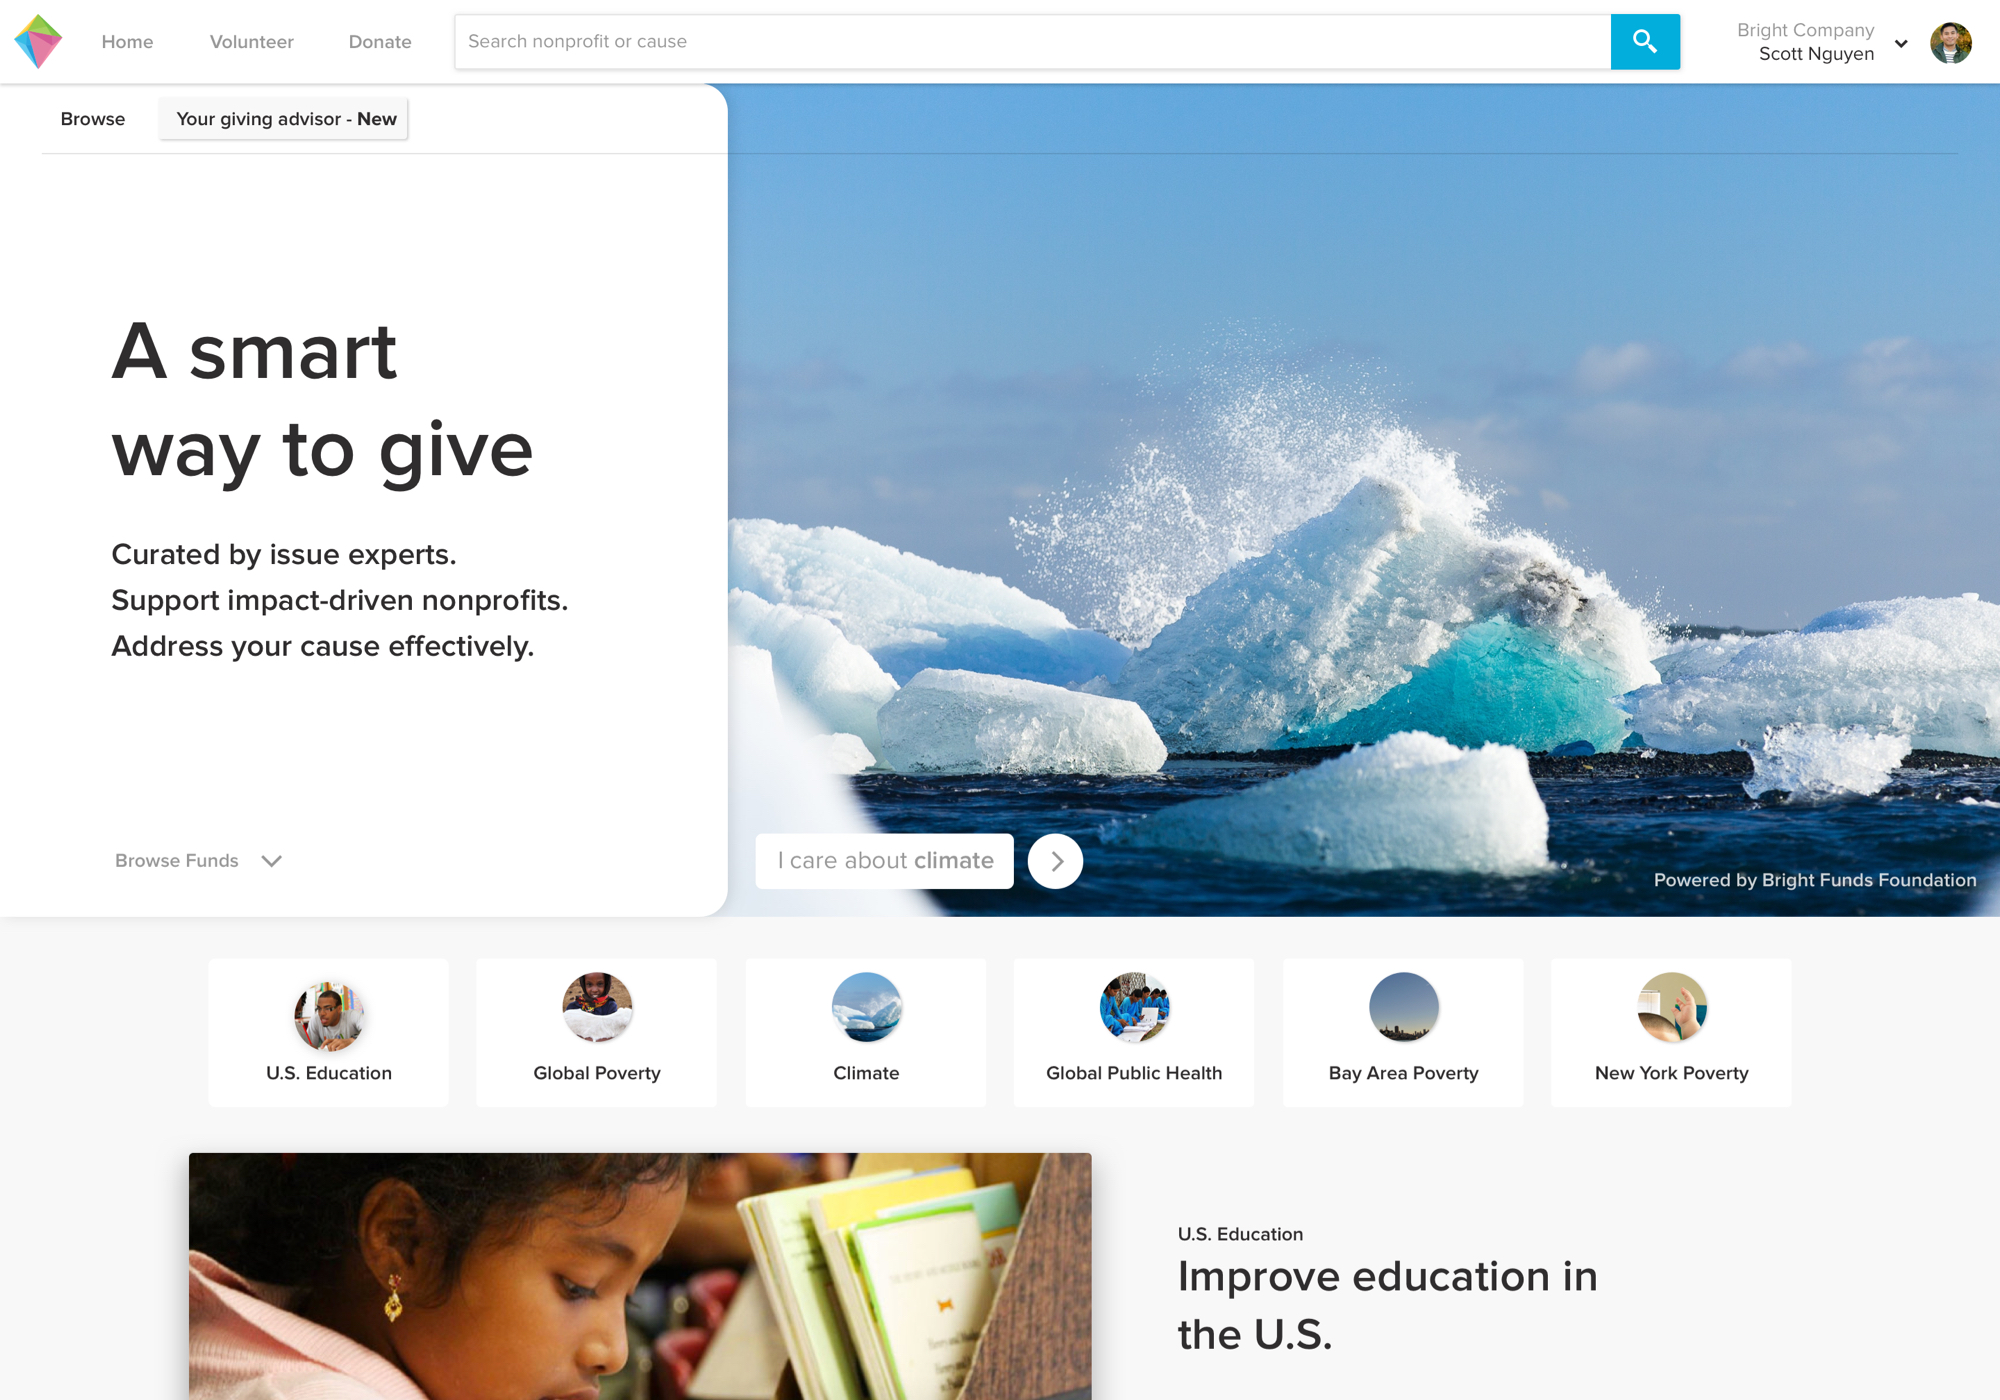 Home
Volunteer
Donate
Search nonprofit or cause
Bright Company
Scott Nguyen
Browse
Your giving advisor - New
A smart
way to give
Curated by issue experts.
Support impact-driven nonprofits.
Address your cause effectively.
Browse Funds
I care about climate
Powered by Bright Funds Foundation
U.S. Education
Global Poverty
Climate
Global Public Health
Bay Area Poverty
New York Poverty
U.S. Education
Improve education in
the U.S.